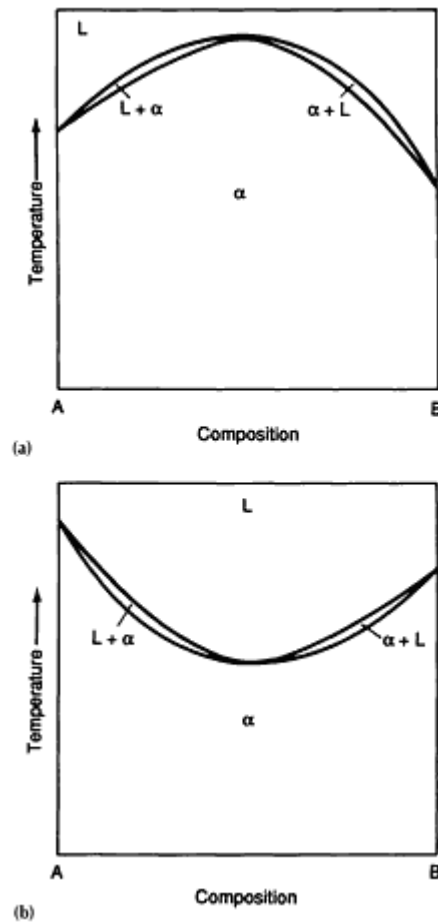 L
L + α
α + L
α
Temperature
A
B
Composition
(a)
L
L + α
α + L
α
Temperature
A
B
Composition
(b)